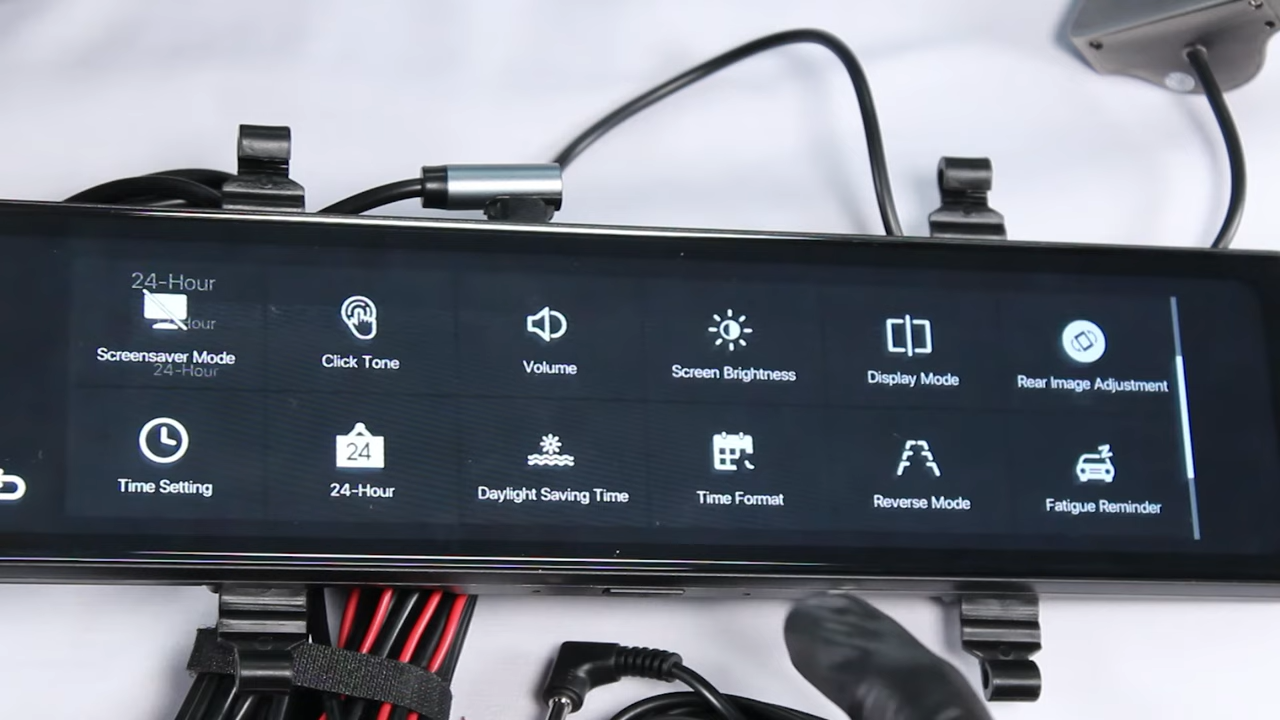 24-Hour
Hour
Screensaver Mode
24-Hour
Click Tone
Volume
Screen Brightness
Display Mode
Rear Image Adjustment
Time Setting
24
24-Hour
Daylight Saving Time
Time Format
Reverse Mode
Fatigue Reminder